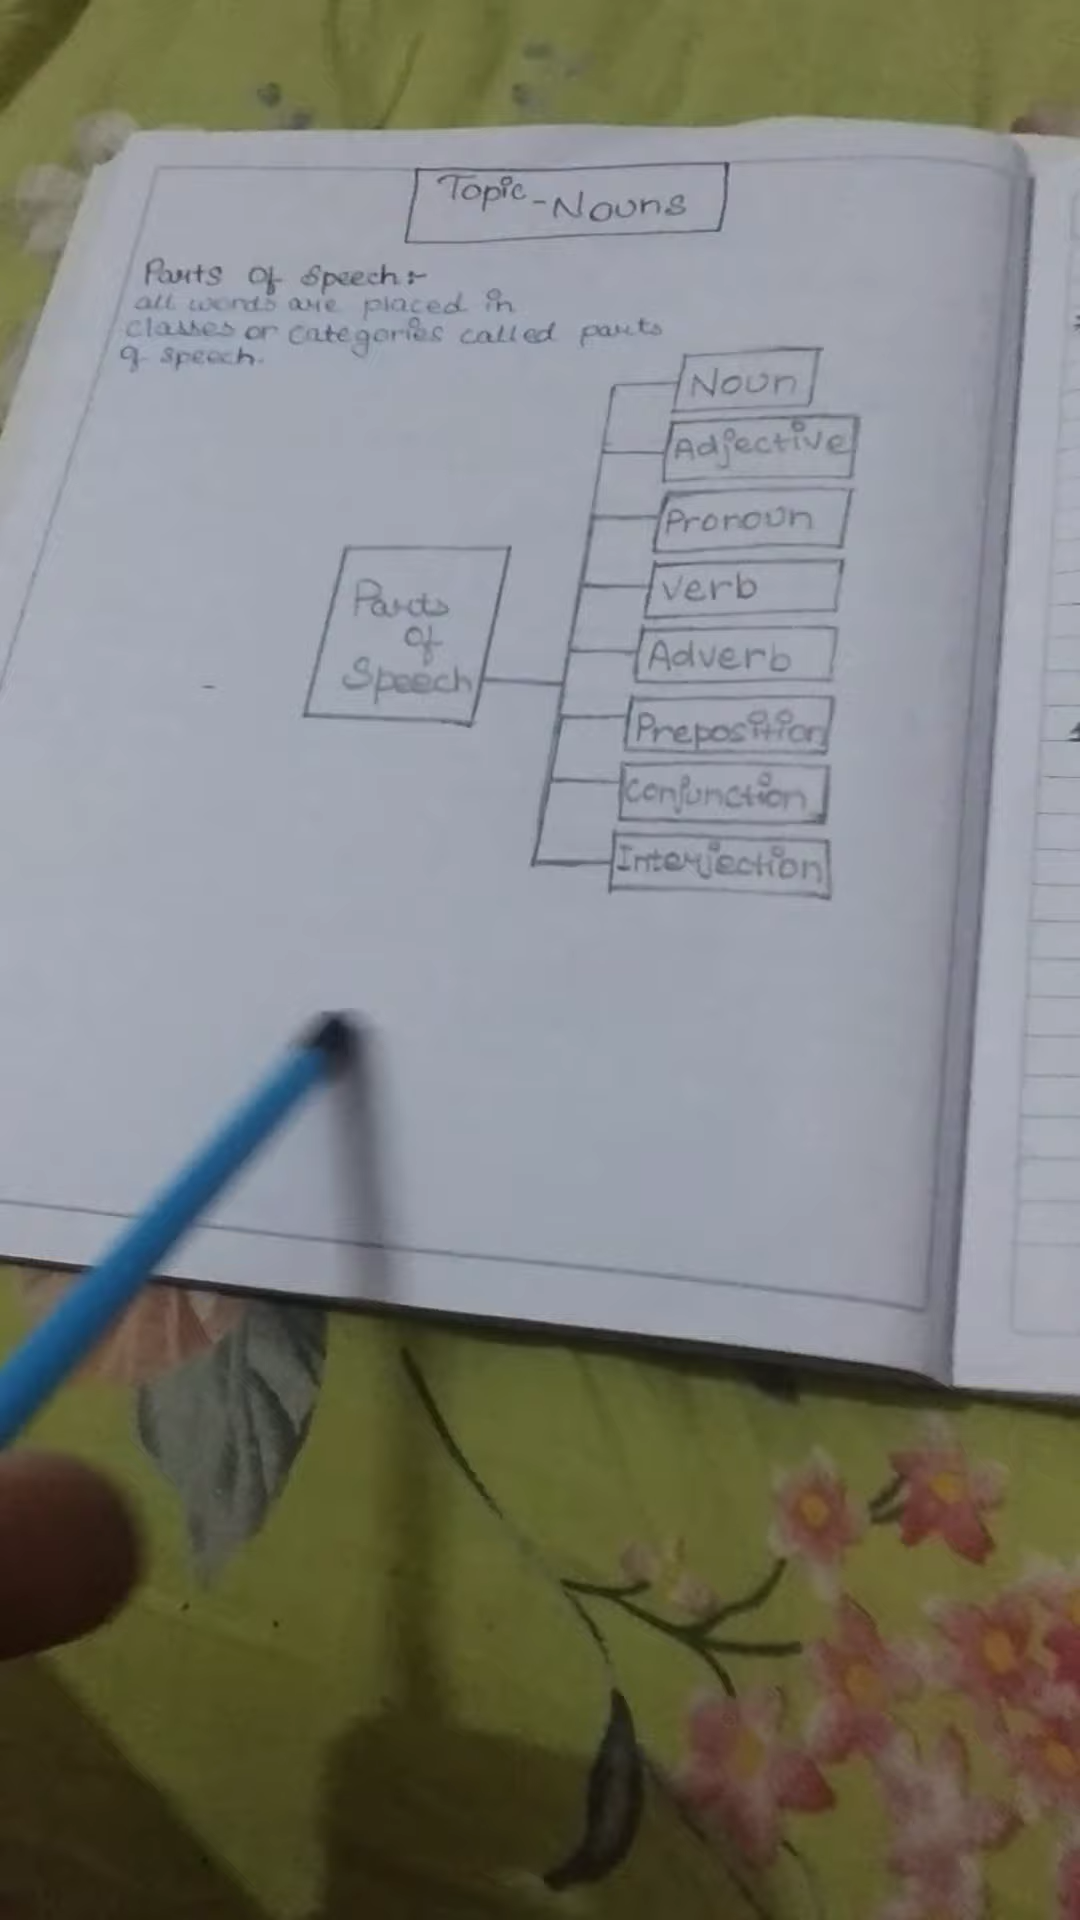 Topic - Nouns
Parts of Speech:-
all words are placed in
classes or categories called parts
of speech.
Noun
Adjective
Pronoun
Verb
Adverb
Preposition
Conjunction
Interjection
Parts
of
Speech